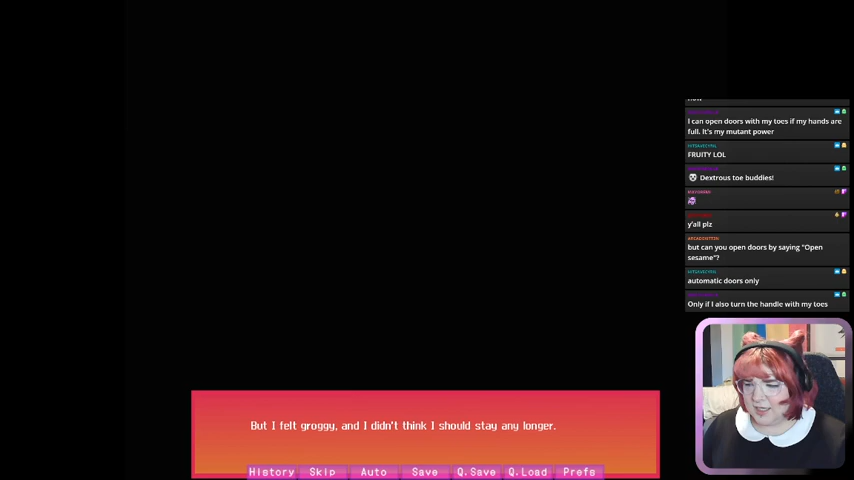 I can open doors with my toes if my hands are
full. It's my mutant power
FRUITY LOL
Dextrous toe buddies!
y'all plz
but can you open doors by saying "Open
sesame"?
automatic doors only
Only if I also turn the handle with my toes
But I felt groggy, and I didn't think I should stay any longer.
History Skip Auto Save Q.Save Q.Load Prefs